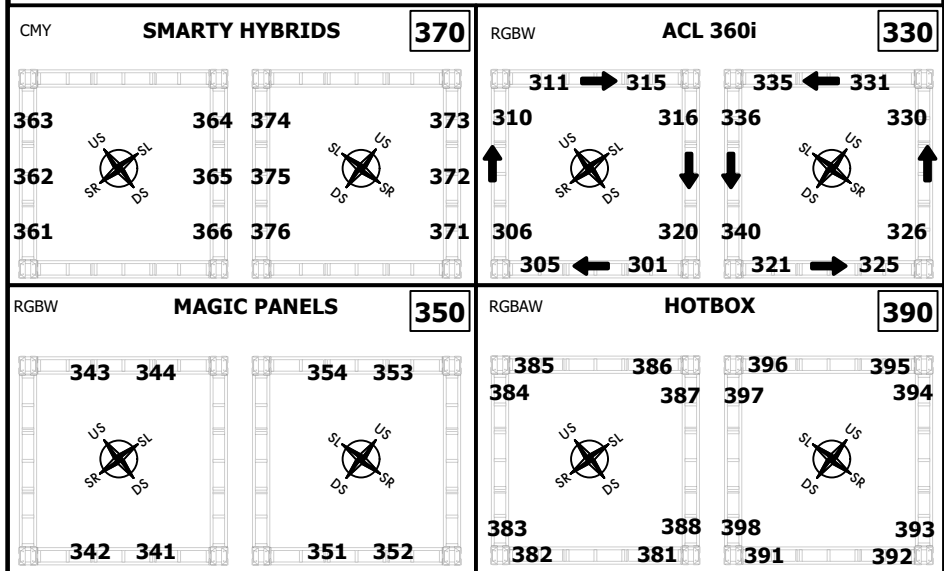 CMY SMARTY HYBRIDS 370
363 364 374 373
US SL SL US
362 365 375 372
SR DS DS SR
361 366 376 371
RGBW ACL 360i 330
311 315 335 331
310 316 336 330
US SL SL US
SR DS DS SR
306 320 340 326
305 301 321 325
RGBW MAGIC PANELS 350
343 344 354 353
US SL SL US
SR DS DS SR
342 341 351 352
RGBAW HOTBOX 390
385 386 396 395
384 387 397 394
US SL SL US
SR DS DS SR
383 388 398 393
382 381 391 392